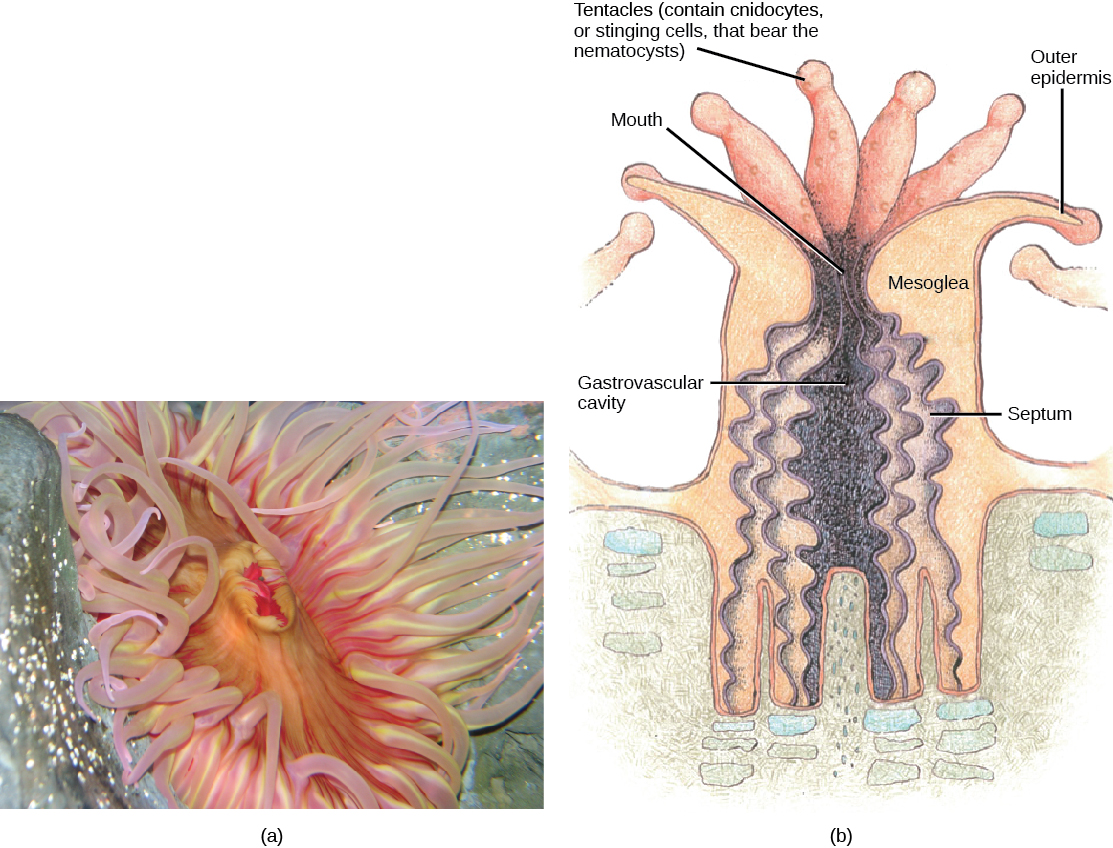 Tentacles (contain cnidocytes,
or stinging cells, that bear the
nematocysts)
Outer
epidermis
Mouth
Mesoglea
Gastrovascular
cavity
Septum
(a)
(b)